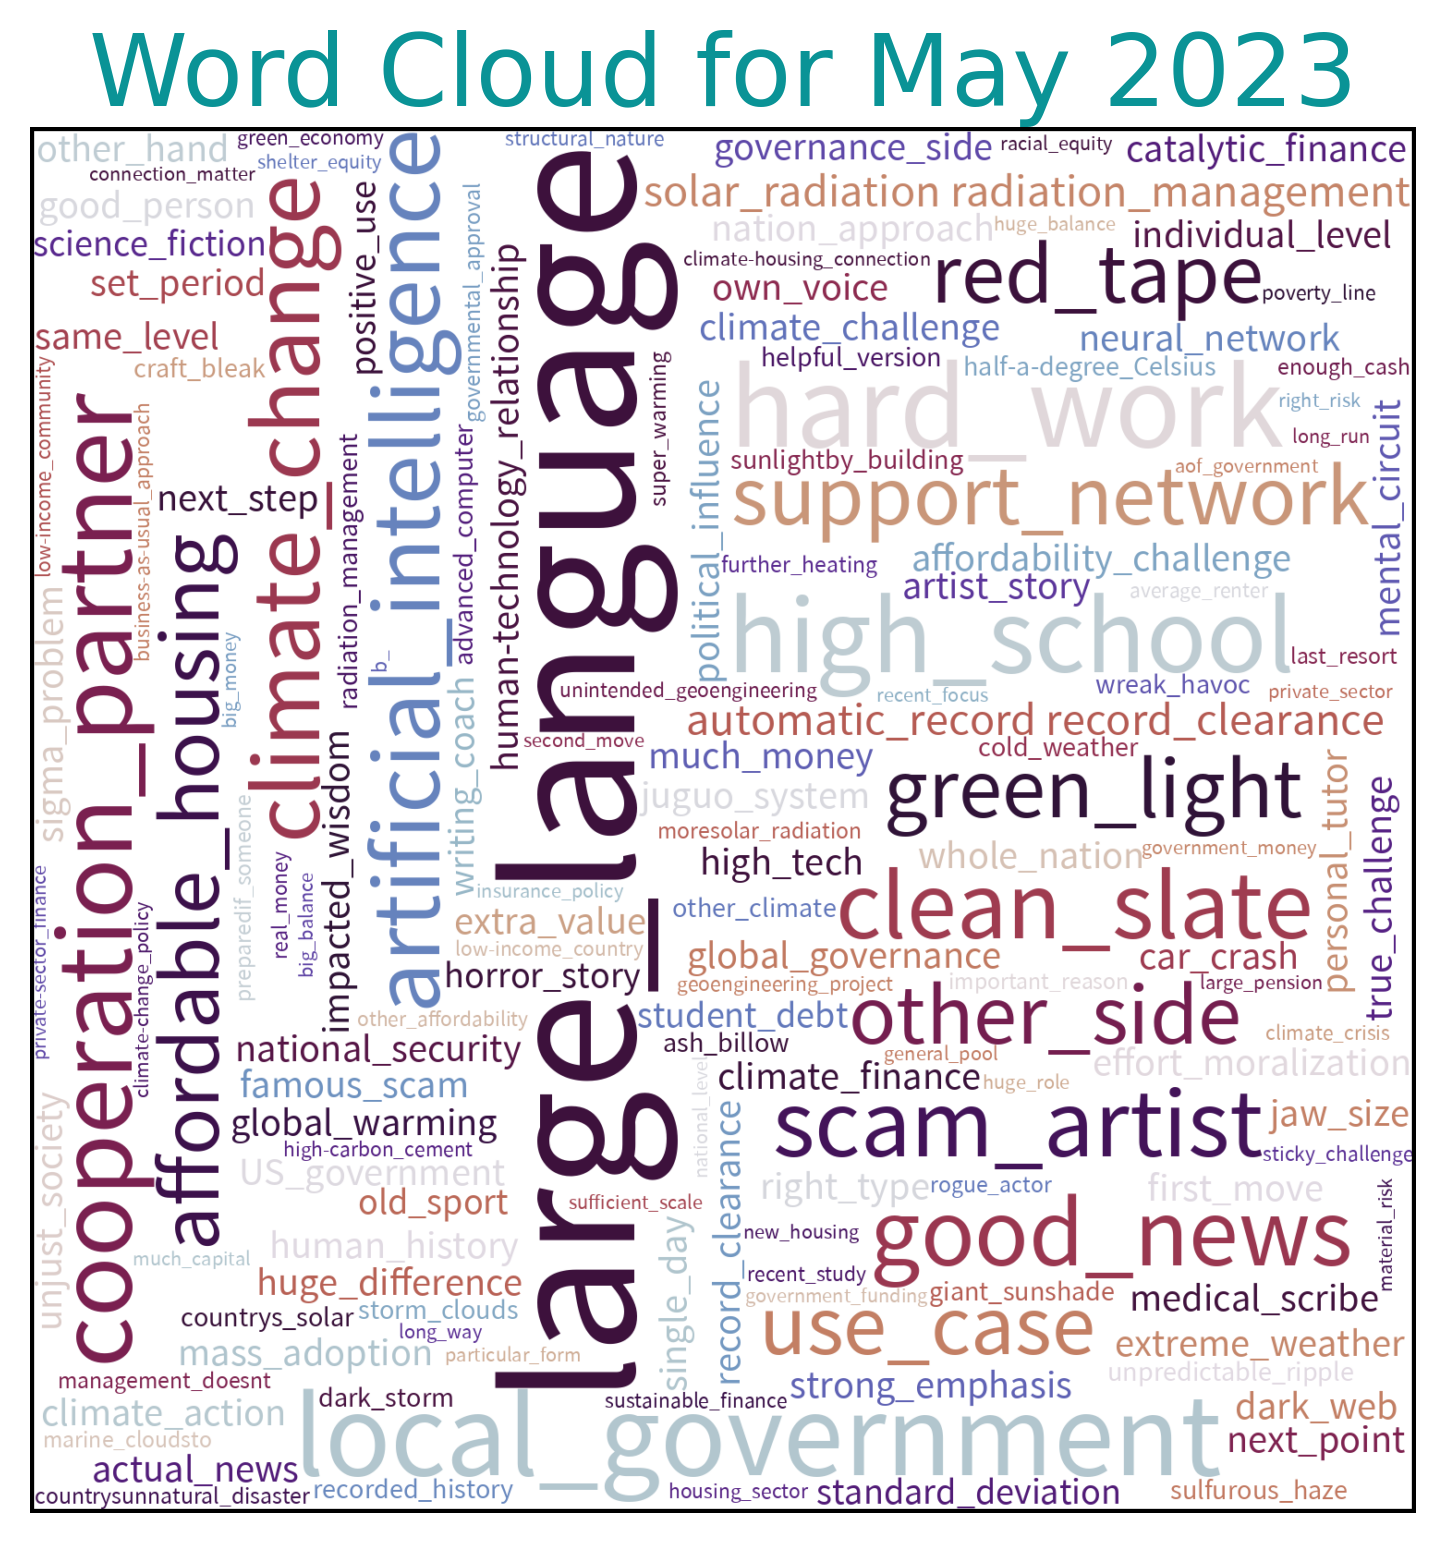 Word Cloud for May 2023
other_hand
green_economy
structural_nature
governance_side
racial_equity
catalytic_finance
connection_matter
shelter_equity
good_person
solar_radiation
radiation_management
nation_approach
huge_balance
individual_level
science_fiction
climate-housing_connection
red_tape
set_period
own_voice
poverty_line
same_level
climate_challenge
neural_network
craft_bleak
helpful_version
half-a-degree_Celsius
enough_cash
hard_work
right_risk
long_run
sunlightby_building
aof_government
support_network
next_step
further_heating
affordability_challenge
artist_story
average_renter
high_school
last_resort
unintended_geoengineering
recent_focus
wreak_havoc
private_sector
automatic_record
record_clearance
second_move
much_money
cold_weather
green_light
juguo_system
moresolar_radiation
high_tech
whole_nation
government_money
insurance_policy
clean_slate
other_climate
extra_value
low-income_country
global_governance
car_crash
horror_story
geoengineering_project
important_reason
large_pension
other_side
other_affordability
student_debt
climate_crisis
national_security
ash_billow
general_pool
effort_moralization
famous_scam
climate_finance
huge_role
global_warming
scam_artist
jaw_size
high-carbon_cement
sticky_challenge
US_government
right_type
rogue_actor
first_move
old_sport
sufficient_scale
good_news
human_history
new_housing
much_capital
recent_study
huge_difference
government_funding
giant_sunshade
medical_scribe
countrys_solar
storm_clouds
use_case
long_way
extreme_weather
mass_adoption
particular_form
unpredictable_ripple
management_doesnt
strong_emphasis
dark_storm
sustainable_finance
climate_action
local_government
dark_web
marine_cloudsto
next_point
actual_news
countrysunnatural_disaster
recorded_history
housing_sector
standard_deviation
sulfurous_haze
low-income_community
sigma_problem
private-sector_finance
unjust_society
cooperation_partner
business-as-usual_approach
climate-change_policy
affordable_housing
big_money
preparedif_someone
climate_change
real_money
big_balance
positive_use
radiation_management
impacted_wisdom
b_
artificial_intelligence
governmental_approval
advanced_computer
writing_coach
human-technology_relationship
large_language
super_warming
political_influence
national_level
single_day
record_clearance
mental_circuit
personal_tutor
true_challenge
material_risk